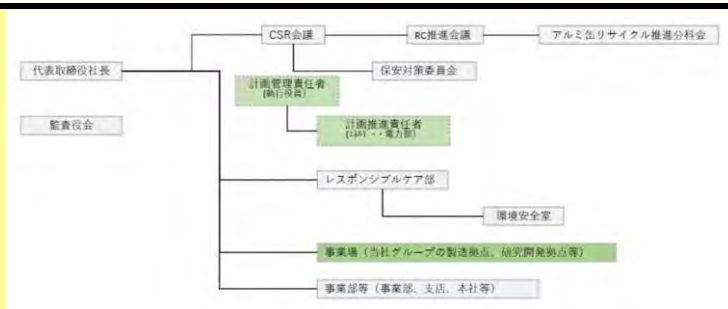 CSR会議
RC推進会議
アルミ缶リサイクル推進分科会
代表取締役社長
保安対策委員会
計画管理責任者
(執行役員)
監査役会
計画推進責任者
電力部)
レスポンシブルケア部
環境安全室
事業場（当社グループの製造拠点、研究開発拠点等）
事業部等（事業部、支店、本社等）